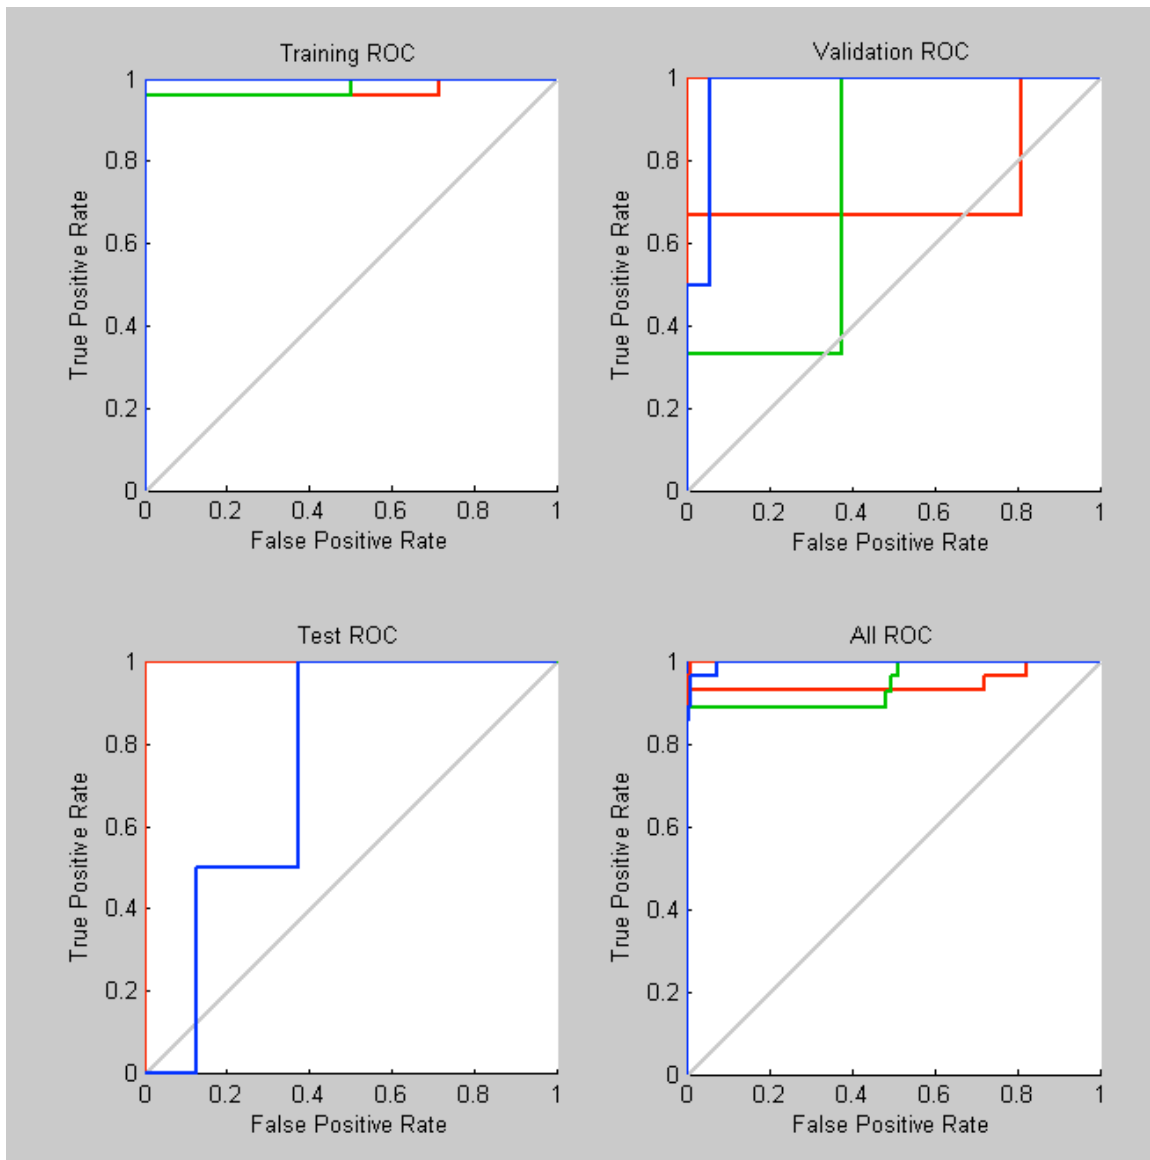 Training ROC
1
0.8
0.6
0.4
0.2
0
True Positive Rate
0 0.2 0.4 0.6 0.8 1
False Positive Rate
Validation ROC
1
0.8
0.6
0.4
0.2
0
True Positive Rate
0 0.2 0.4 0.6 0.8 1
False Positive Rate
Test ROC
1
0.8
0.6
0.4
0.2
0
True Positive Rate
0 0.2 0.4 0.6 0.8 1
False Positive Rate
All ROC
1
0.8
0.6
0.4
0.2
0
True Positive Rate
0 0.2 0.4 0.6 0.8 1
False Positive Rate